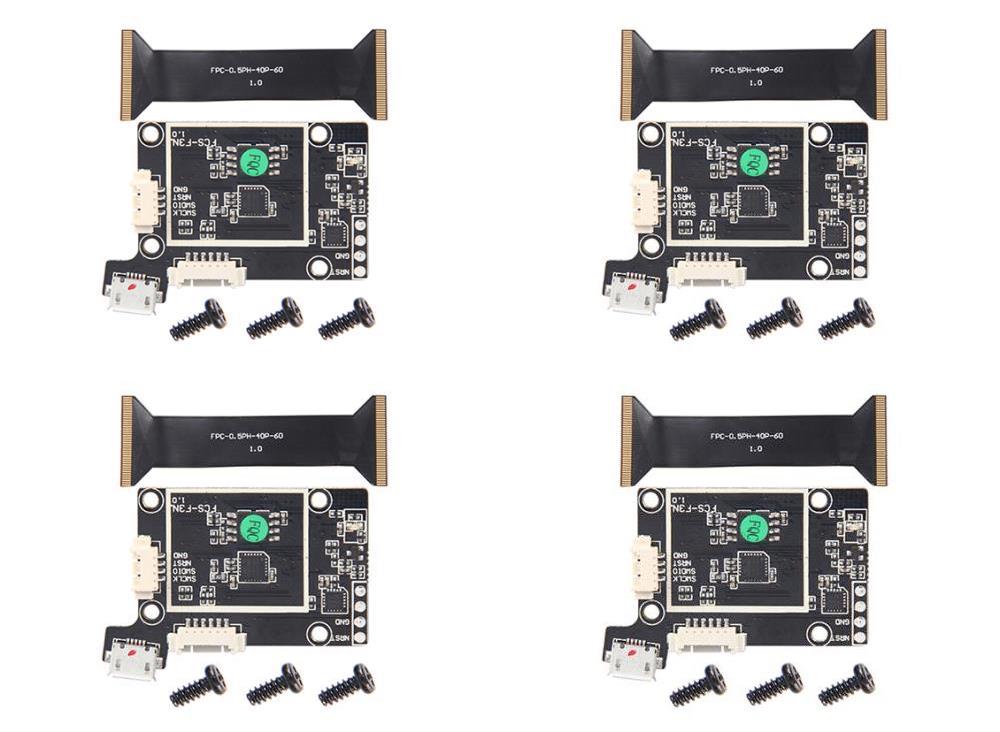 FPC-0.5PH-40P-60
1.0
1.0
FCS-F3N
FQC
GND
NRST
SWDIO
SWCLK
GND
NRST
FPC-0.5PH-40P-60
1.0
1.0
FCS-F3N
FQC
GND
NRST
SWDIO
SWCLK
GND
NRST
FPC-0.5PH-40P-60
1.0
1.0
FCS-F3N
FQC
GND
NRST
SWDIO
SWCLK
GND
NRST
FPC-0.5PH-40P-60
1.0
1.0
FCS-F3N
FQC
GND
NRST
SWDIO
SWCLK
GND
NRST